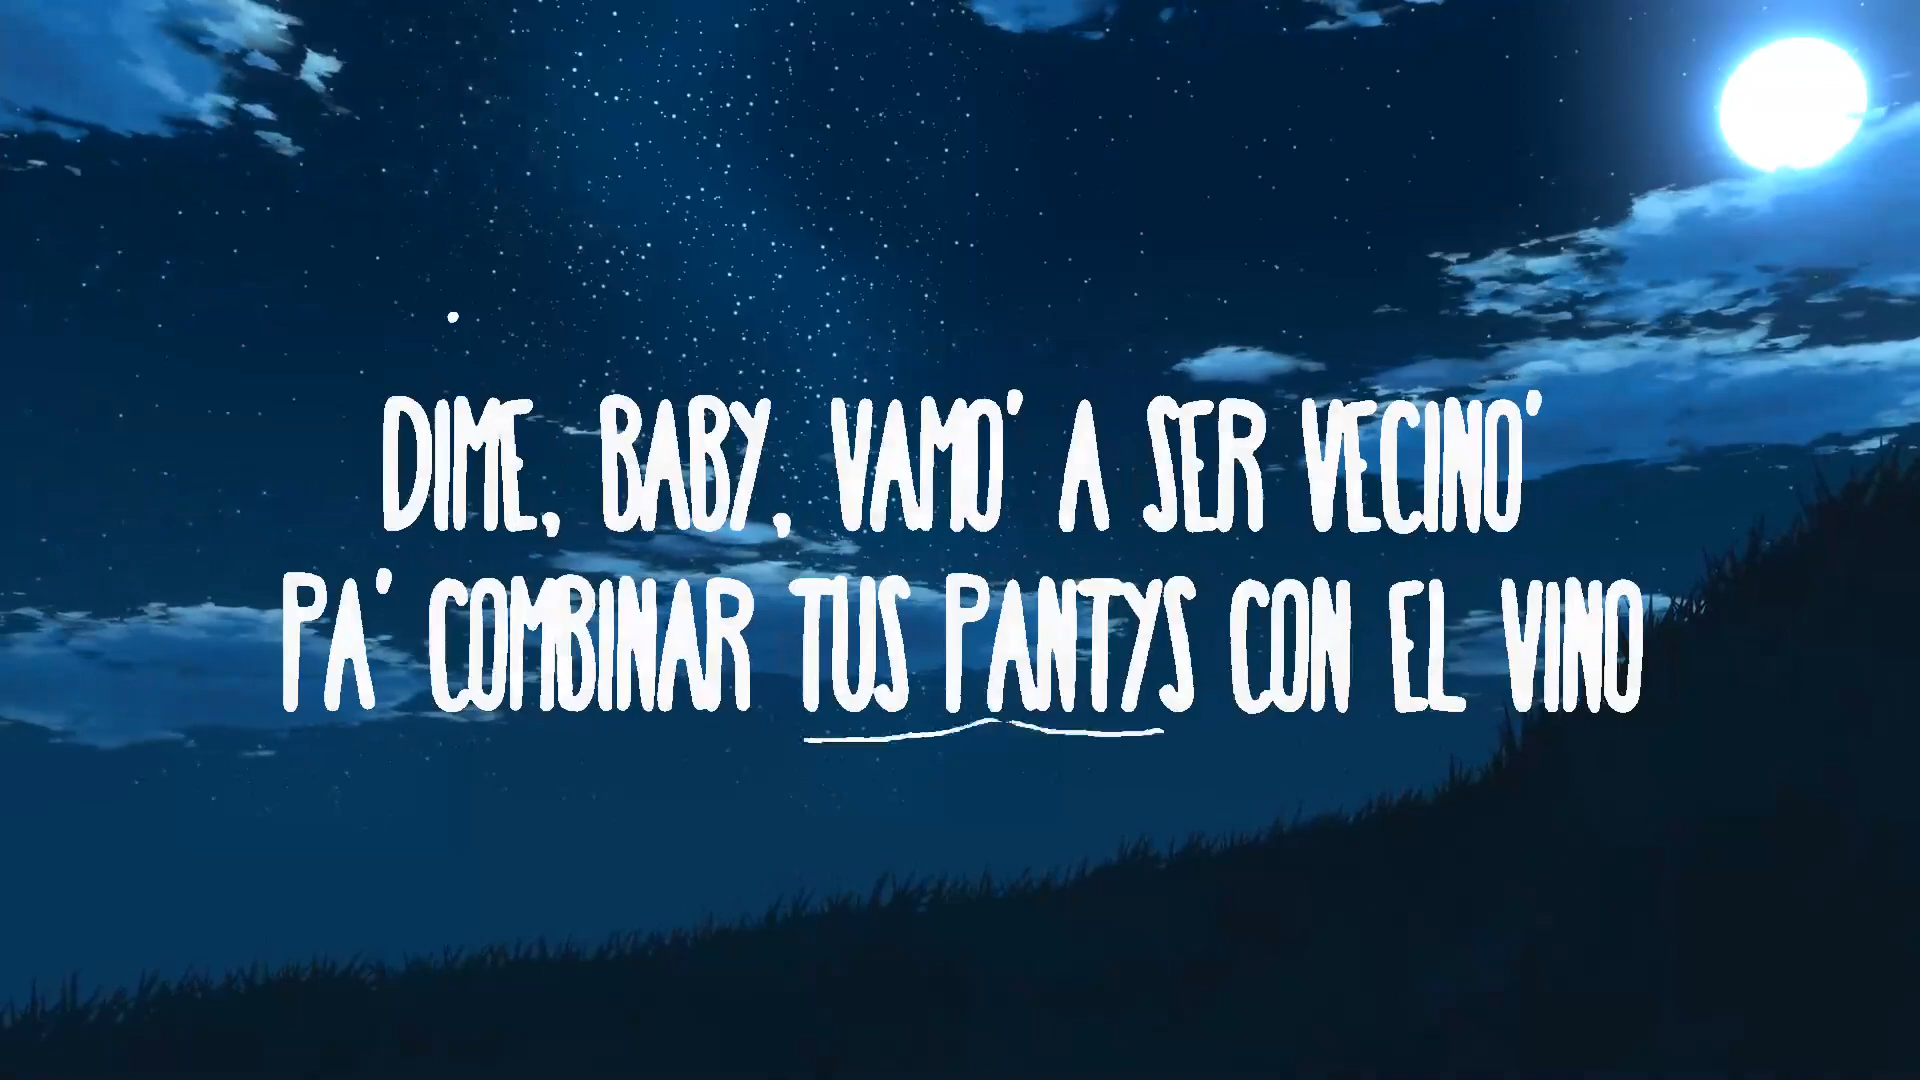 DIME, BABY, VAMO' A SER VECINO'
PA' COMBINAR TUS PANTYS CON EL VINO